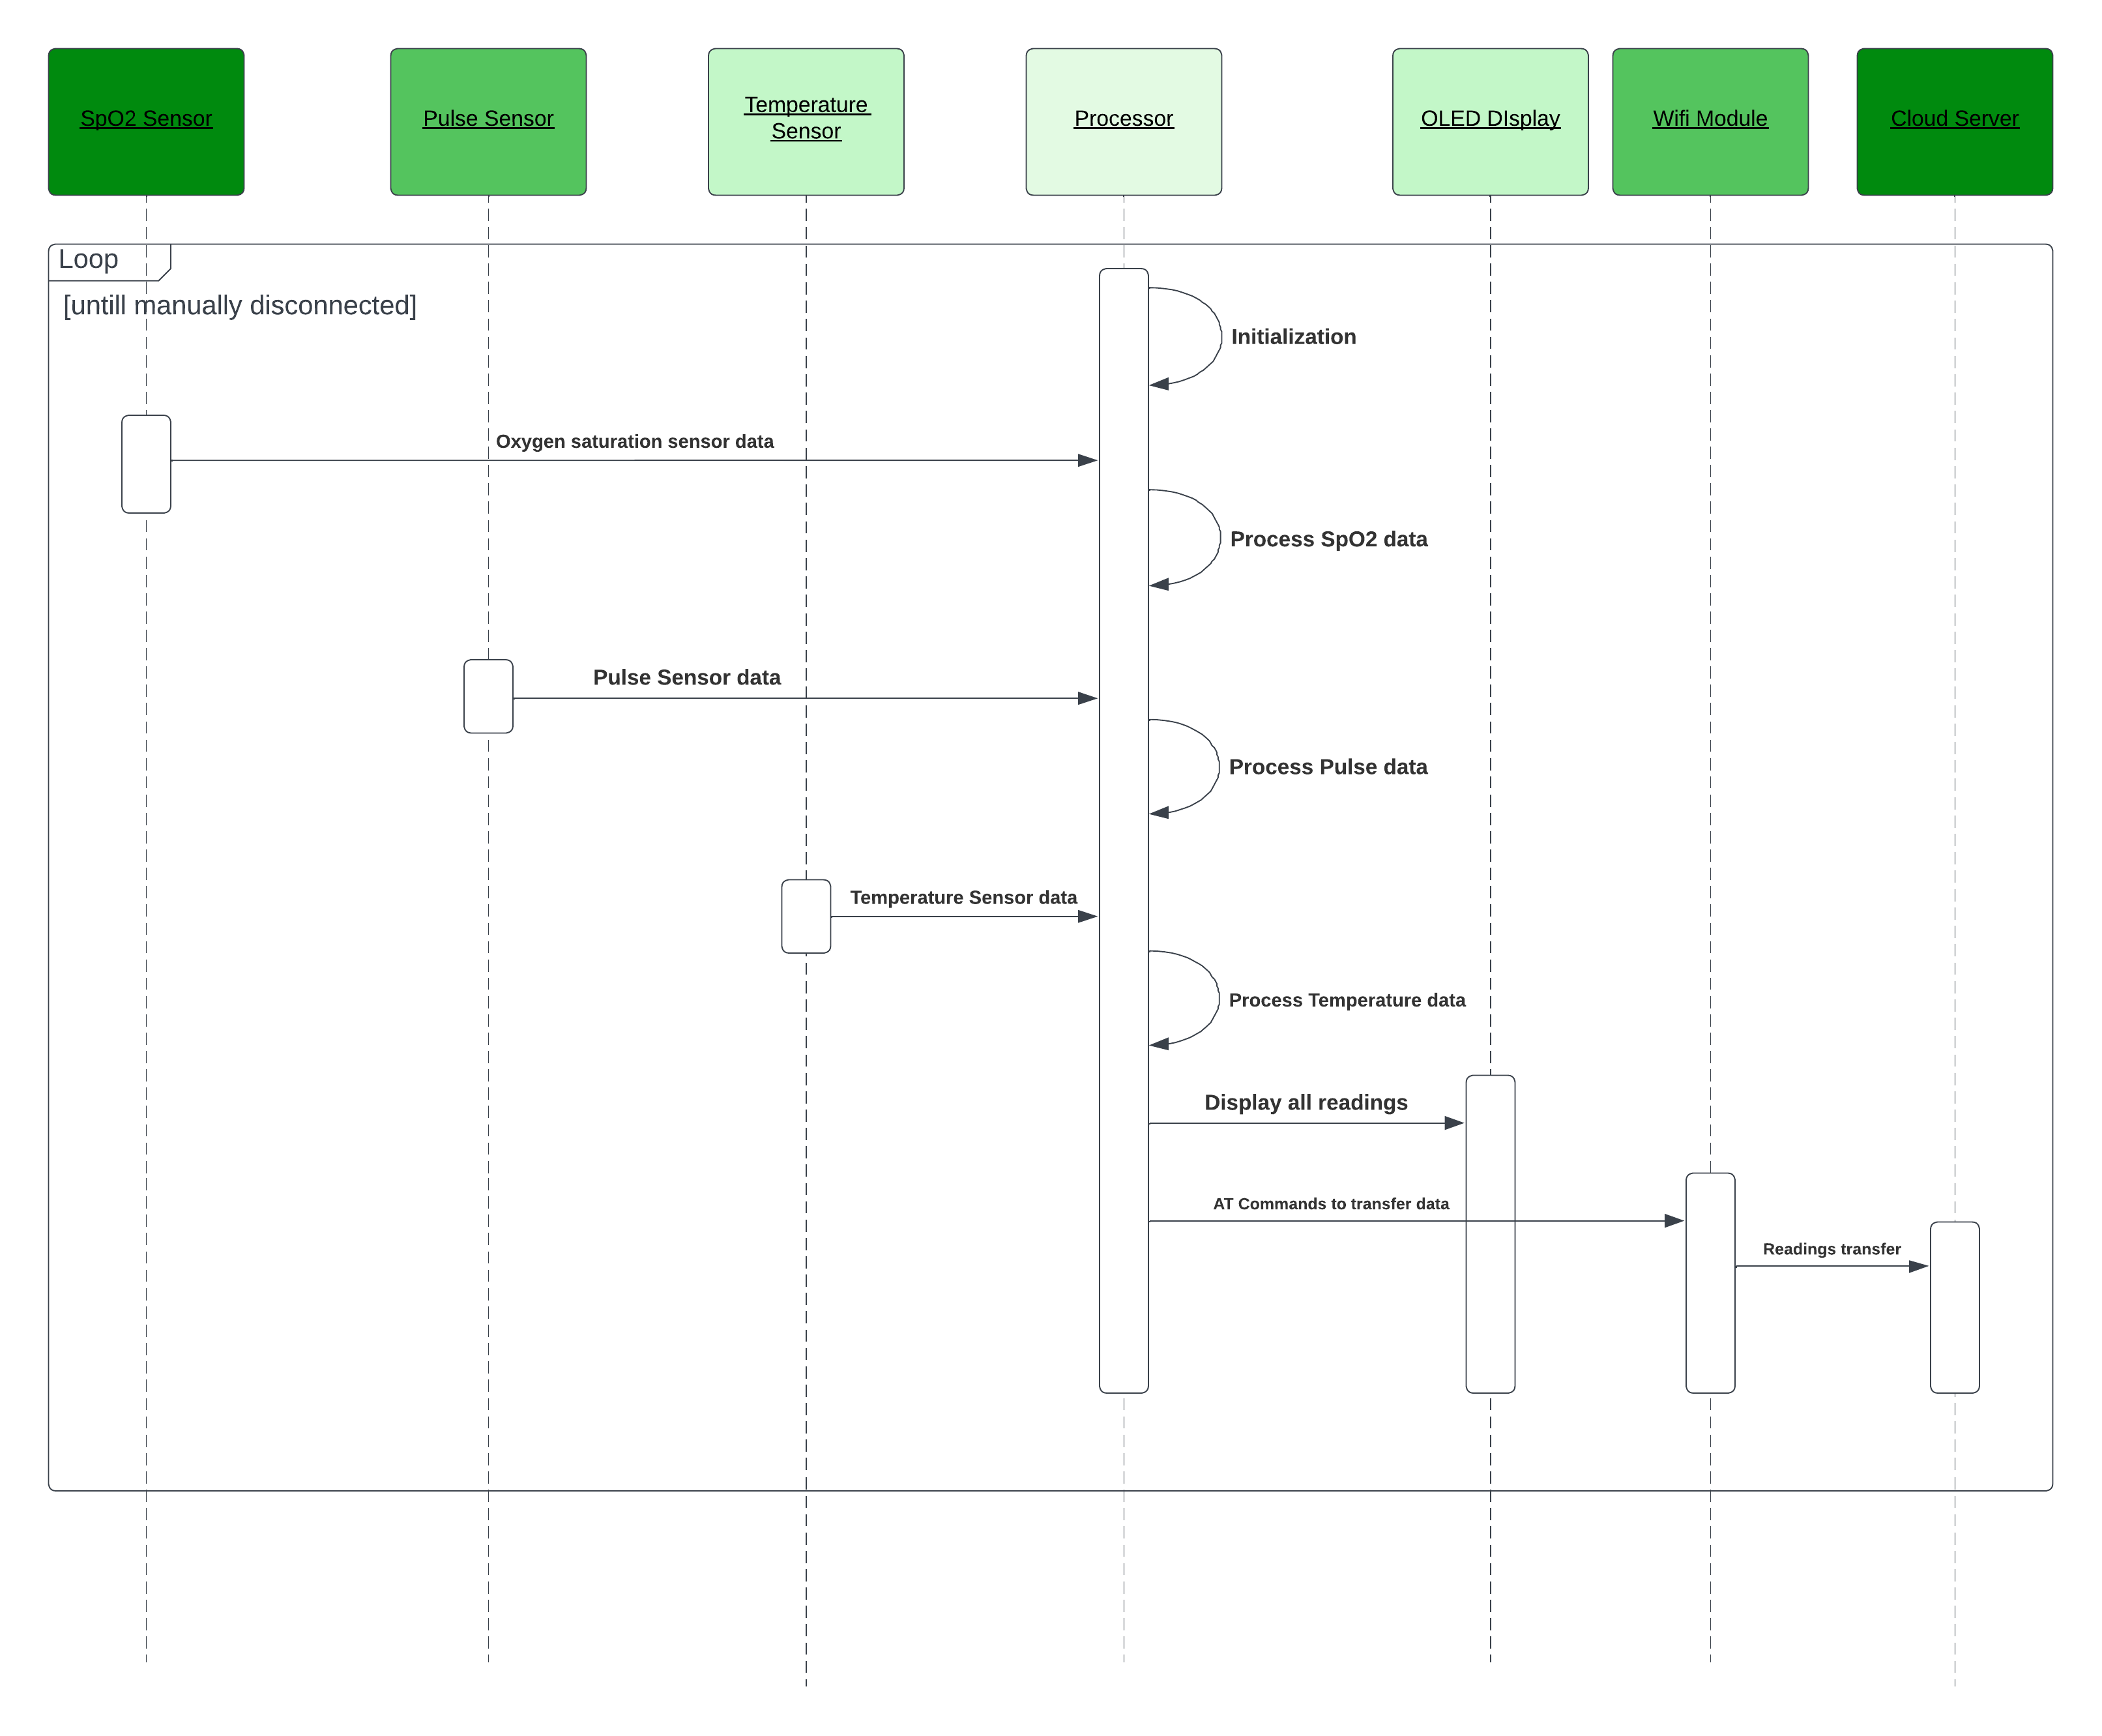 SpO2 Sensor
Pulse Sensor
Temperature
Sensor
Processor
OLED DIsplay
Wifi Module
Cloud Server
Loop
[untill manually disconnected]
Initialization
Oxygen saturation sensor data
Process SpO2 data
Pulse Sensor data
Process Pulse data
Temperature Sensor data
Process Temperature data
Display all readings
AT Commands to transfer data
Readings transfer